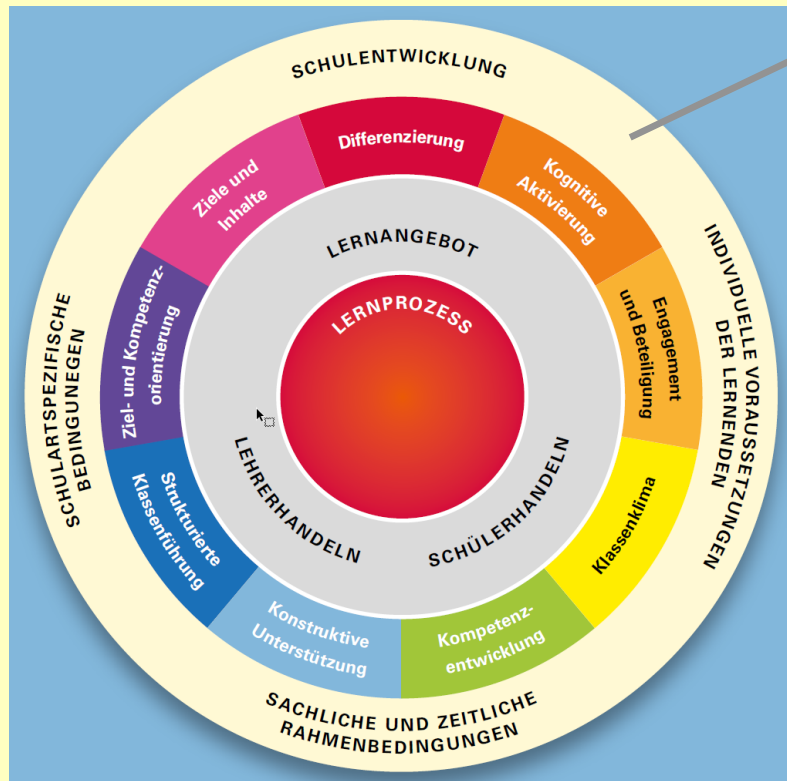 SCHULENTWICKLUNG
INDIVIDUELLE VORAUSSETZUNGEN
DER LERNENDEN
SACHLICHE UND ZEITLICHE
RAHMENBEDINGUNGEN
SCHULARTSPEZIFISCHE
BEDINGUNEGEN
Differenzierung
Kognitive
Aktivierung
Engagement
und Beteiligung
Klassenklima
Kompetenz-
entwicklung
Konstruktive
Unterstützung
Strukturierte
Klassenführung
Ziel- und Kompetenz-
orientierung
Ziele und
Inhalte
LERNANGEBOT
SCHÜLERHANDELN
LEHRERHANDELN
LERNPROZESS